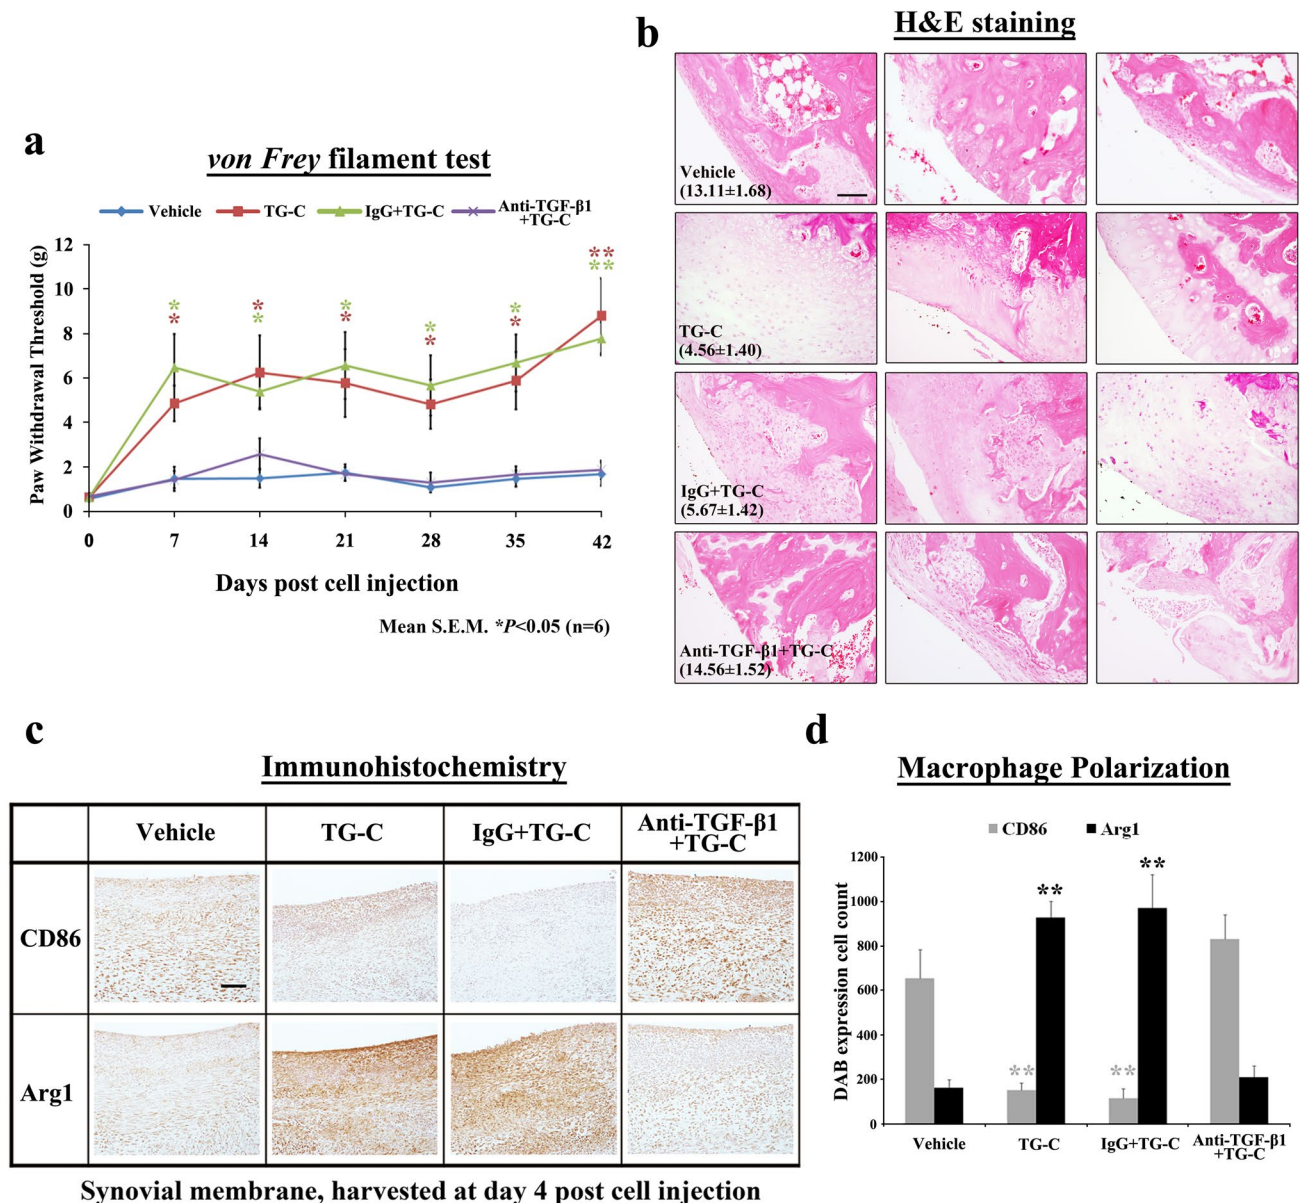 a
von Frey filament test
Vehicle
TG-C
IgG+TG-C
Anti-TGF-β1
+TG-C
Paw Withdrawal Threshold (g)
12
10
8
6
4
2
0
**
**
*
*
*
*
*
*
*
*
*
*
0 7 14 21 28 35 42
Days post cell injection
Mean S.E.M. *P<0.05 (n=6)
b
H&E staining
Vehicle
(13.11±1.68)
TG-C
(4.56±1.40)
IgG+TG-C
(5.67±1.42)
Anti-TGF-β1+TG-C
(14.56±1.52)
c
Immunohistochemistry
Vehicle
TG-C
IgG+TG-C
Anti-TGF-β1
+TG-C
CD86
Arg1
Synovial membrane, harvested at day 4 post cell injection
d
Macrophage Polarization
CD86
Arg1
DAB expression cell count
1200
1000
800
600
400
200
0
**
**
**
**
Vehicle
TG-C
IgG+TG-C
Anti-TGF-β1
+TG-C